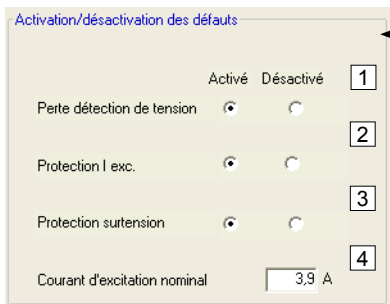 Activation/désactivation des défauts
Activé Désactivé 1
Perte détection de tension
2
Protection I exc.
3
Protection surtension
4
Courant d'excitation nominal 3,9 A